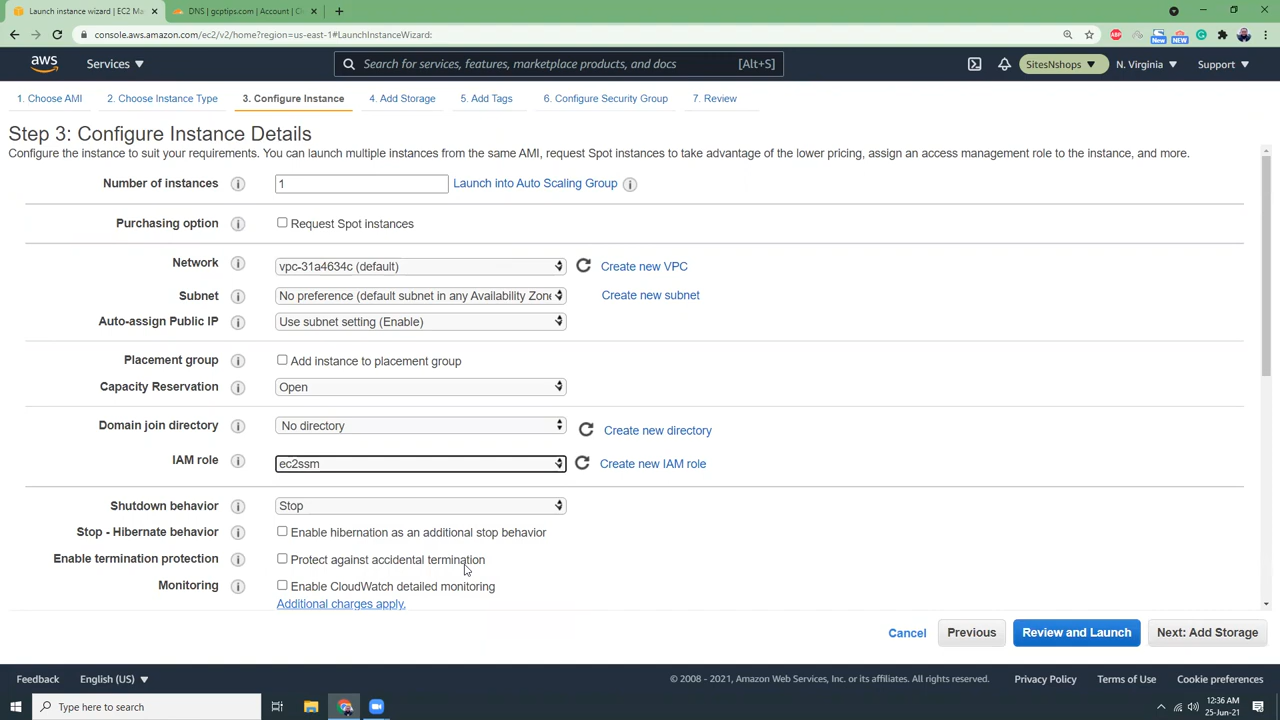 Launch instance wizard | EC2 Ma
DNS | gcptips.com | Account | Cl
console.aws.amazon.com/ec2/v2/home?region=us-east-1#LaunchInstanceWizard:
ABP
New
NEW
aws
Services
Search for services, features, marketplace products, and docs
[Alt+S]
SitesNshops
N. Virginia
Support
1. Choose AMI
2. Choose Instance Type
3. Configure Instance
4. Add Storage
5. Add Tags
6. Configure Security Group
7. Review
Step 3: Configure Instance Details
Configure the instance to suit your requirements. You can launch multiple instances from the same AMI, request Spot instances to take advantage of the lower pricing, assign an access management role to the instance, and more.
Number of instances
1
Launch into Auto Scaling Group
Purchasing option
Request Spot instances
Network
vpc-31a4634c (default)
Create new VPC
Subnet
No preference (default subnet in any Availability Zone
Create new subnet
Auto-assign Public IP
Use subnet setting (Enable)
Placement group
Add instance to placement group
Capacity Reservation
Open
Domain join directory
No directory
Create new directory
IAM role
ec2ssm
Create new IAM role
Shutdown behavior
Stop
Stop - Hibernate behavior
Enable hibernation as an additional stop behavior
Enable termination protection
Protect against accidental termination
Monitoring
Enable CloudWatch detailed monitoring
Additional charges apply.
Cancel
Previous
Review and Launch
Next: Add Storage
Feedback
English (US)
© 2008 - 2021, Amazon Web Services, Inc. or its affiliates. All rights reserved.
Privacy Policy
Terms of Use
Cookie preferences
Type here to search
12:36 AM
25-Jun-21